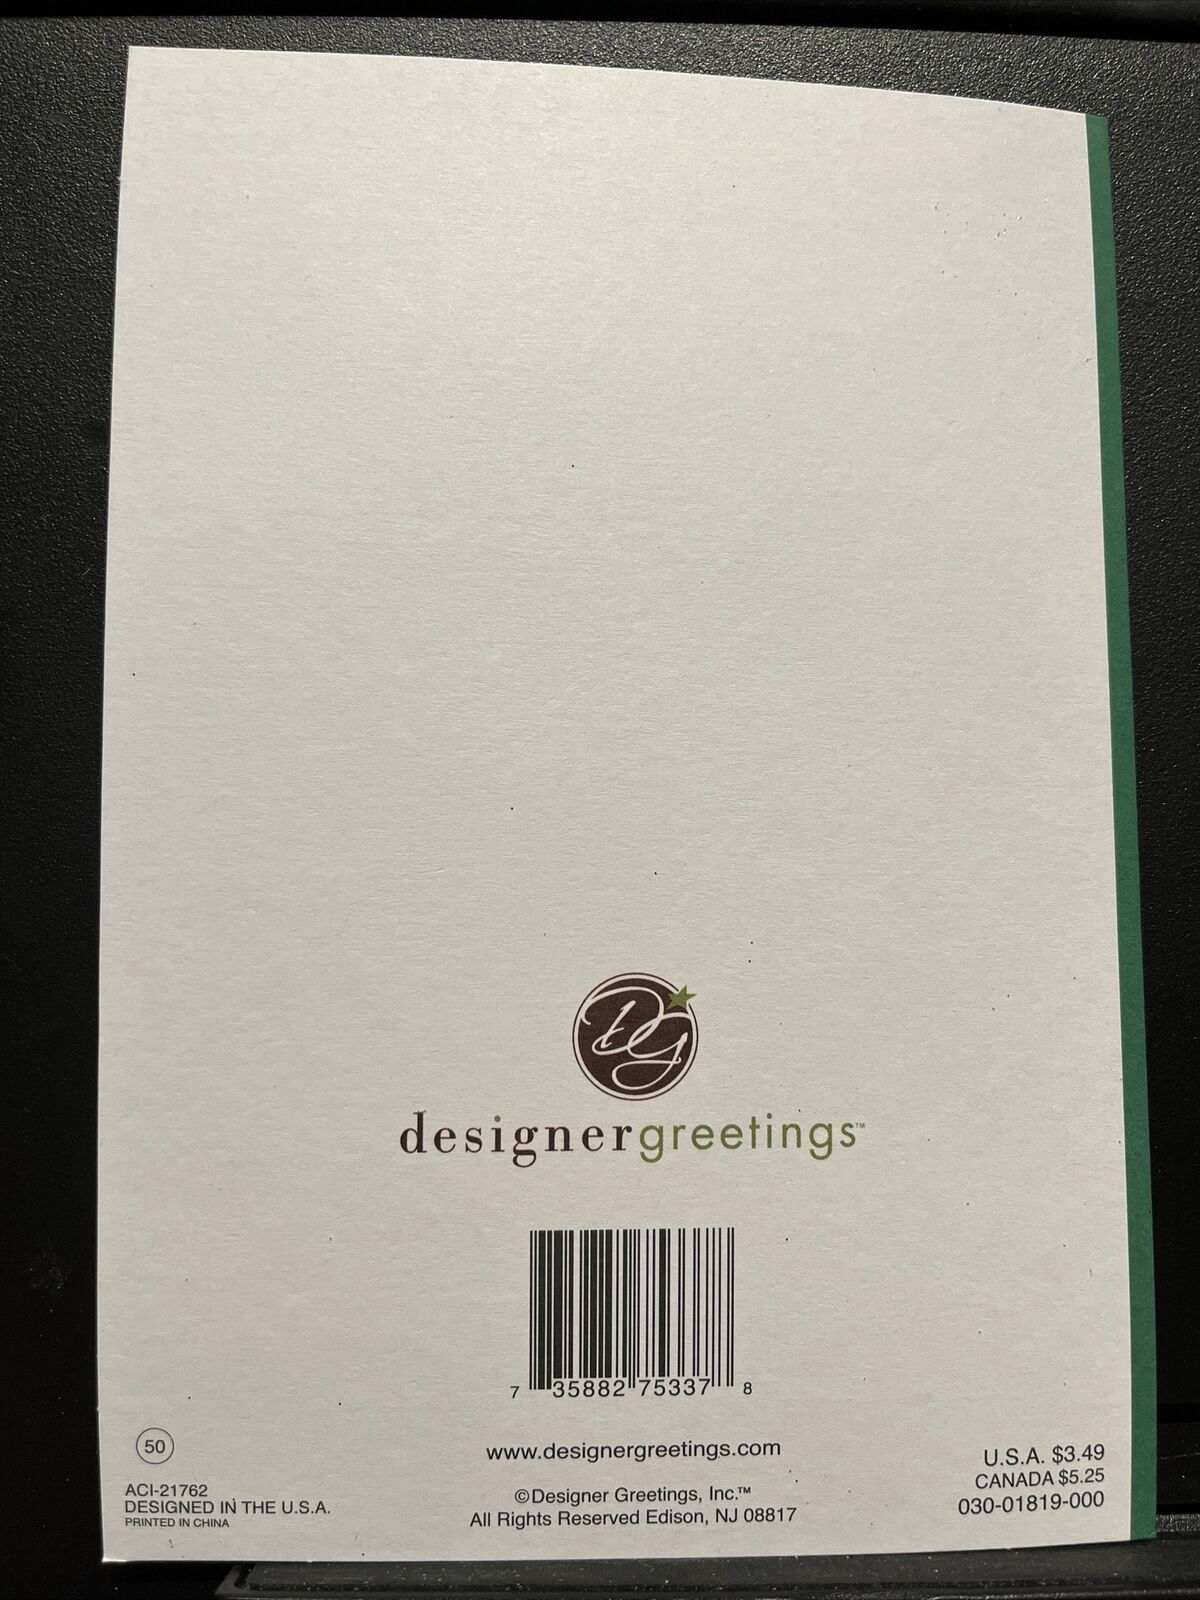 DG
designergreetings™
7 35882 75337 8
50
www.designergreetings.com
U.S.A. $3.49
CANADA $5.25
030-01819-000
ACI-21762
DESIGNED IN THE U.S.A.
PRINTED IN CHINA
©Designer Greetings, Inc.™
All Rights Reserved Edison, NJ 08817